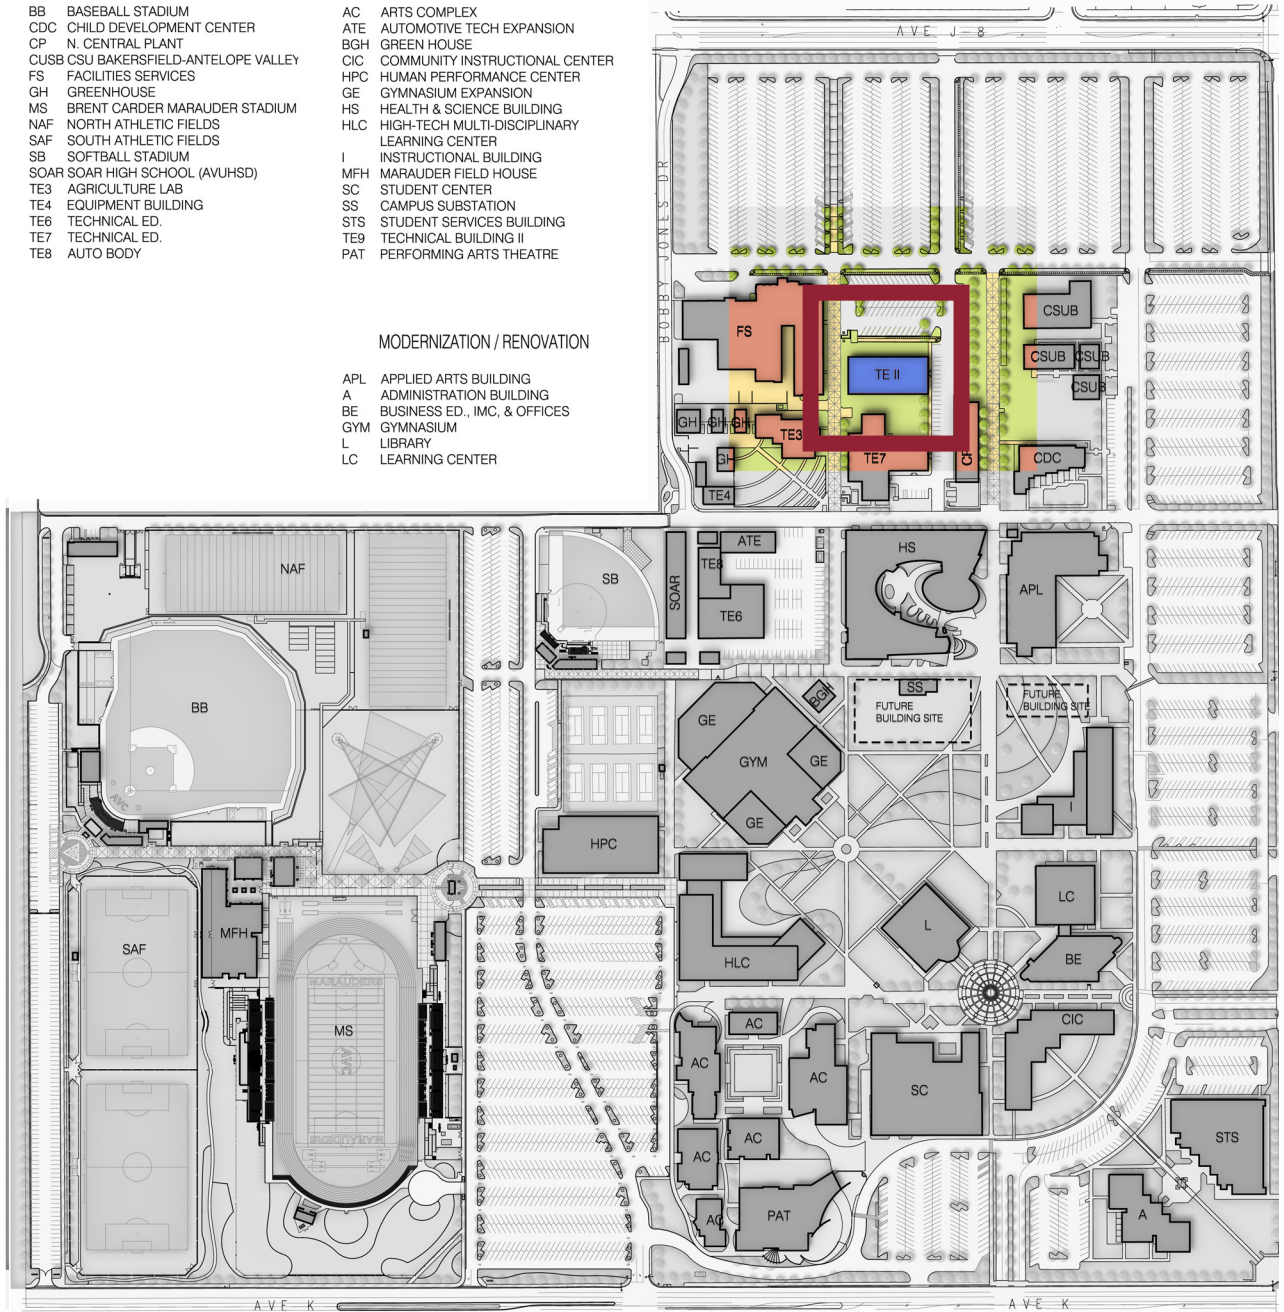 BB BASEBALL STADIUM
CDC CHILD DEVELOPMENT CENTER
CP N. CENTRAL PLANT
CUSB CSU BAKERSFIELD-ANTELOPE VALLEY
FS FACILITIES SERVICES
GH GREENHOUSE
MS BRENT CARDER MARAUDER STADIUM
NAF NORTH ATHLETIC FIELDS
SAF SOUTH ATHLETIC FIELDS
SB SOFTBALL STADIUM
SOAR SOAR HIGH SCHOOL (AVUHSD)
TE3 AGRICULTURE LAB
TE4 EQUIPMENT BUILDING
TE6 TECHNICAL ED.
TE7 TECHNICAL ED.
TE8 AUTO BODY
AC ARTS COMPLEX
ATE AUTOMOTIVE TECH EXPANSION
BGH GREEN HOUSE
CIC COMMUNITY INSTRUCTIONAL CENTER
HPC HUMAN PERFORMANCE CENTER
GE GYMNASIUM EXPANSION
HS HEALTH & SCIENCE BUILDING
HLC HIGH-TECH MULTI-DISCIPLINARY
LEARNING CENTER
I INSTRUCTIONAL BUILDING
MFH MARAUDER FIELD HOUSE
SC STUDENT CENTER
SS CAMPUS SUBSTATION
STS STUDENT SERVICES BUILDING
TE9 TECHNICAL BUILDING II
PAT PERFORMING ARTS THEATRE
MODERNIZATION / RENOVATION
APL APPLIED ARTS BUILDING
A ADMINISTRATION BUILDING
BE BUSINESS ED., IMC, & OFFICES
GYM GYMNASIUM
L LIBRARY
LC LEARNING CENTER
AVE J-8
BOBBY JONES DR
FS
CSUB
CSUB
CSUB
CSUB
TE II
GH
GH
GH
TE3
TE7
CDC
TE4
NAF
SB
SOAR
TE8
ATE
TE6
HS
APL
BB
AVC
GE
BGH
SS
FUTURE
BUILDING SITE
FUTURE
BUILDING SITE
GYM
GE
GE
I
HPC
LC
L
BE
HLC
SAF
MFH
MARAUDERS
MS
AVC
MARAUDERS
AC
AC
AC
AC
AC
AC
SC
CIC
STS
PAT
A
AVE K
AVE K